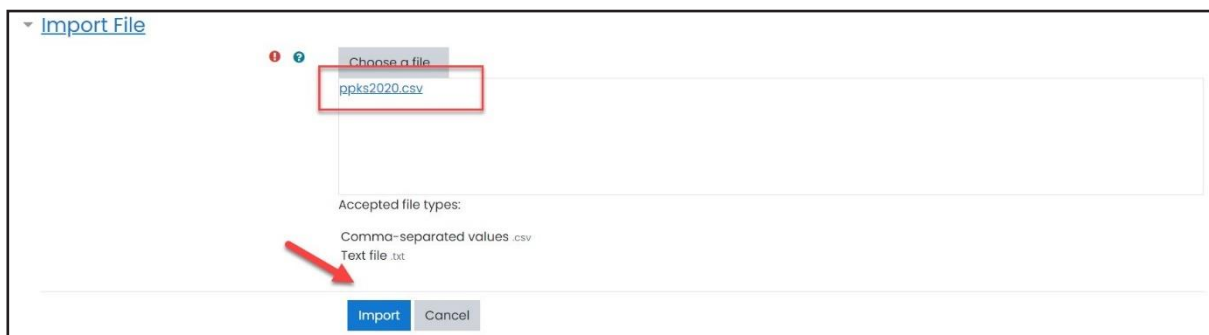 Import File
Choose a file
ppks2020.csv
Accepted file types:
Comma-separated values .csv
Text file .txt
Import Cancel